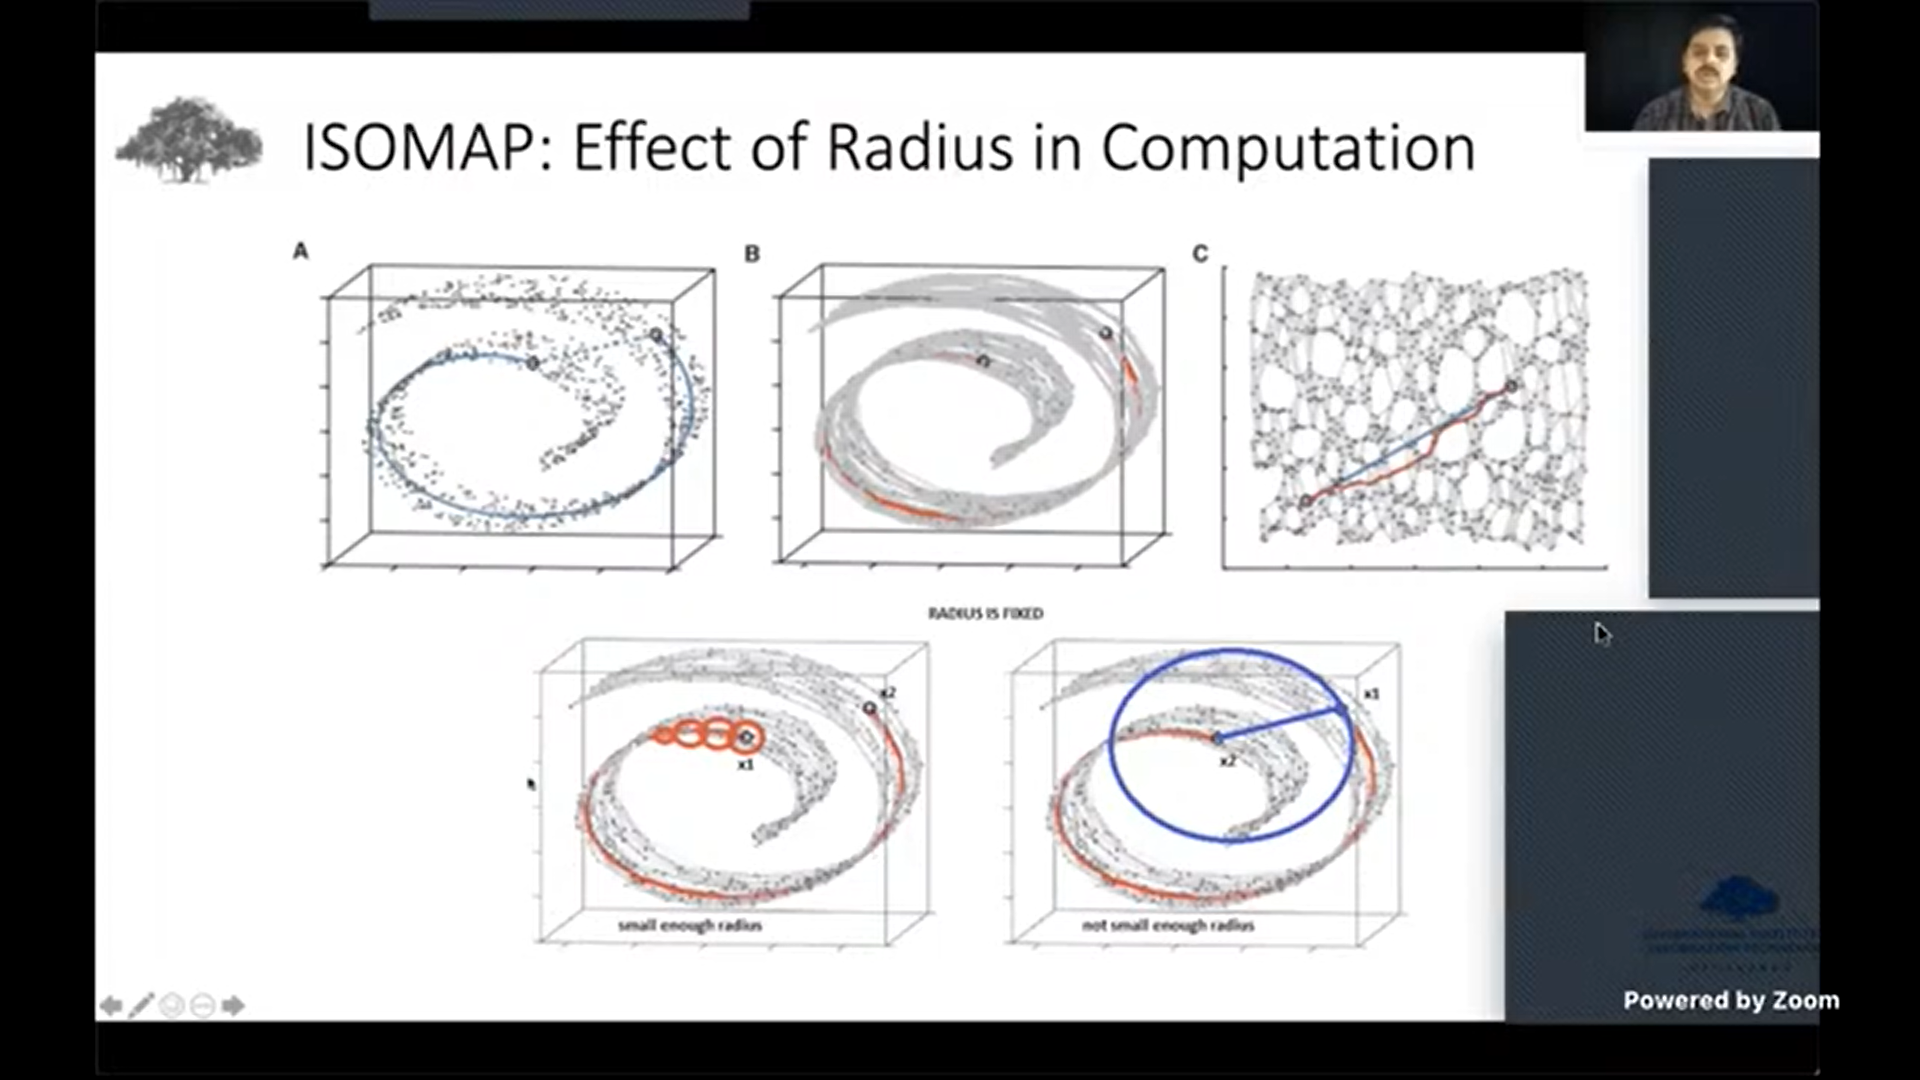 ISOMAP: Effect of Radius in Computation
A
B
C
RADIUS IS FIXED
x2
x1
x1
x2
small enough radius
not small enough radius
Powered by Zoom